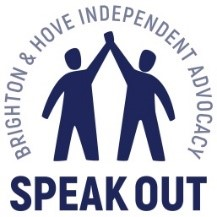 BRIGHTON & HOVE INDEPENDENT ADVOCACY
SPEAK OUT